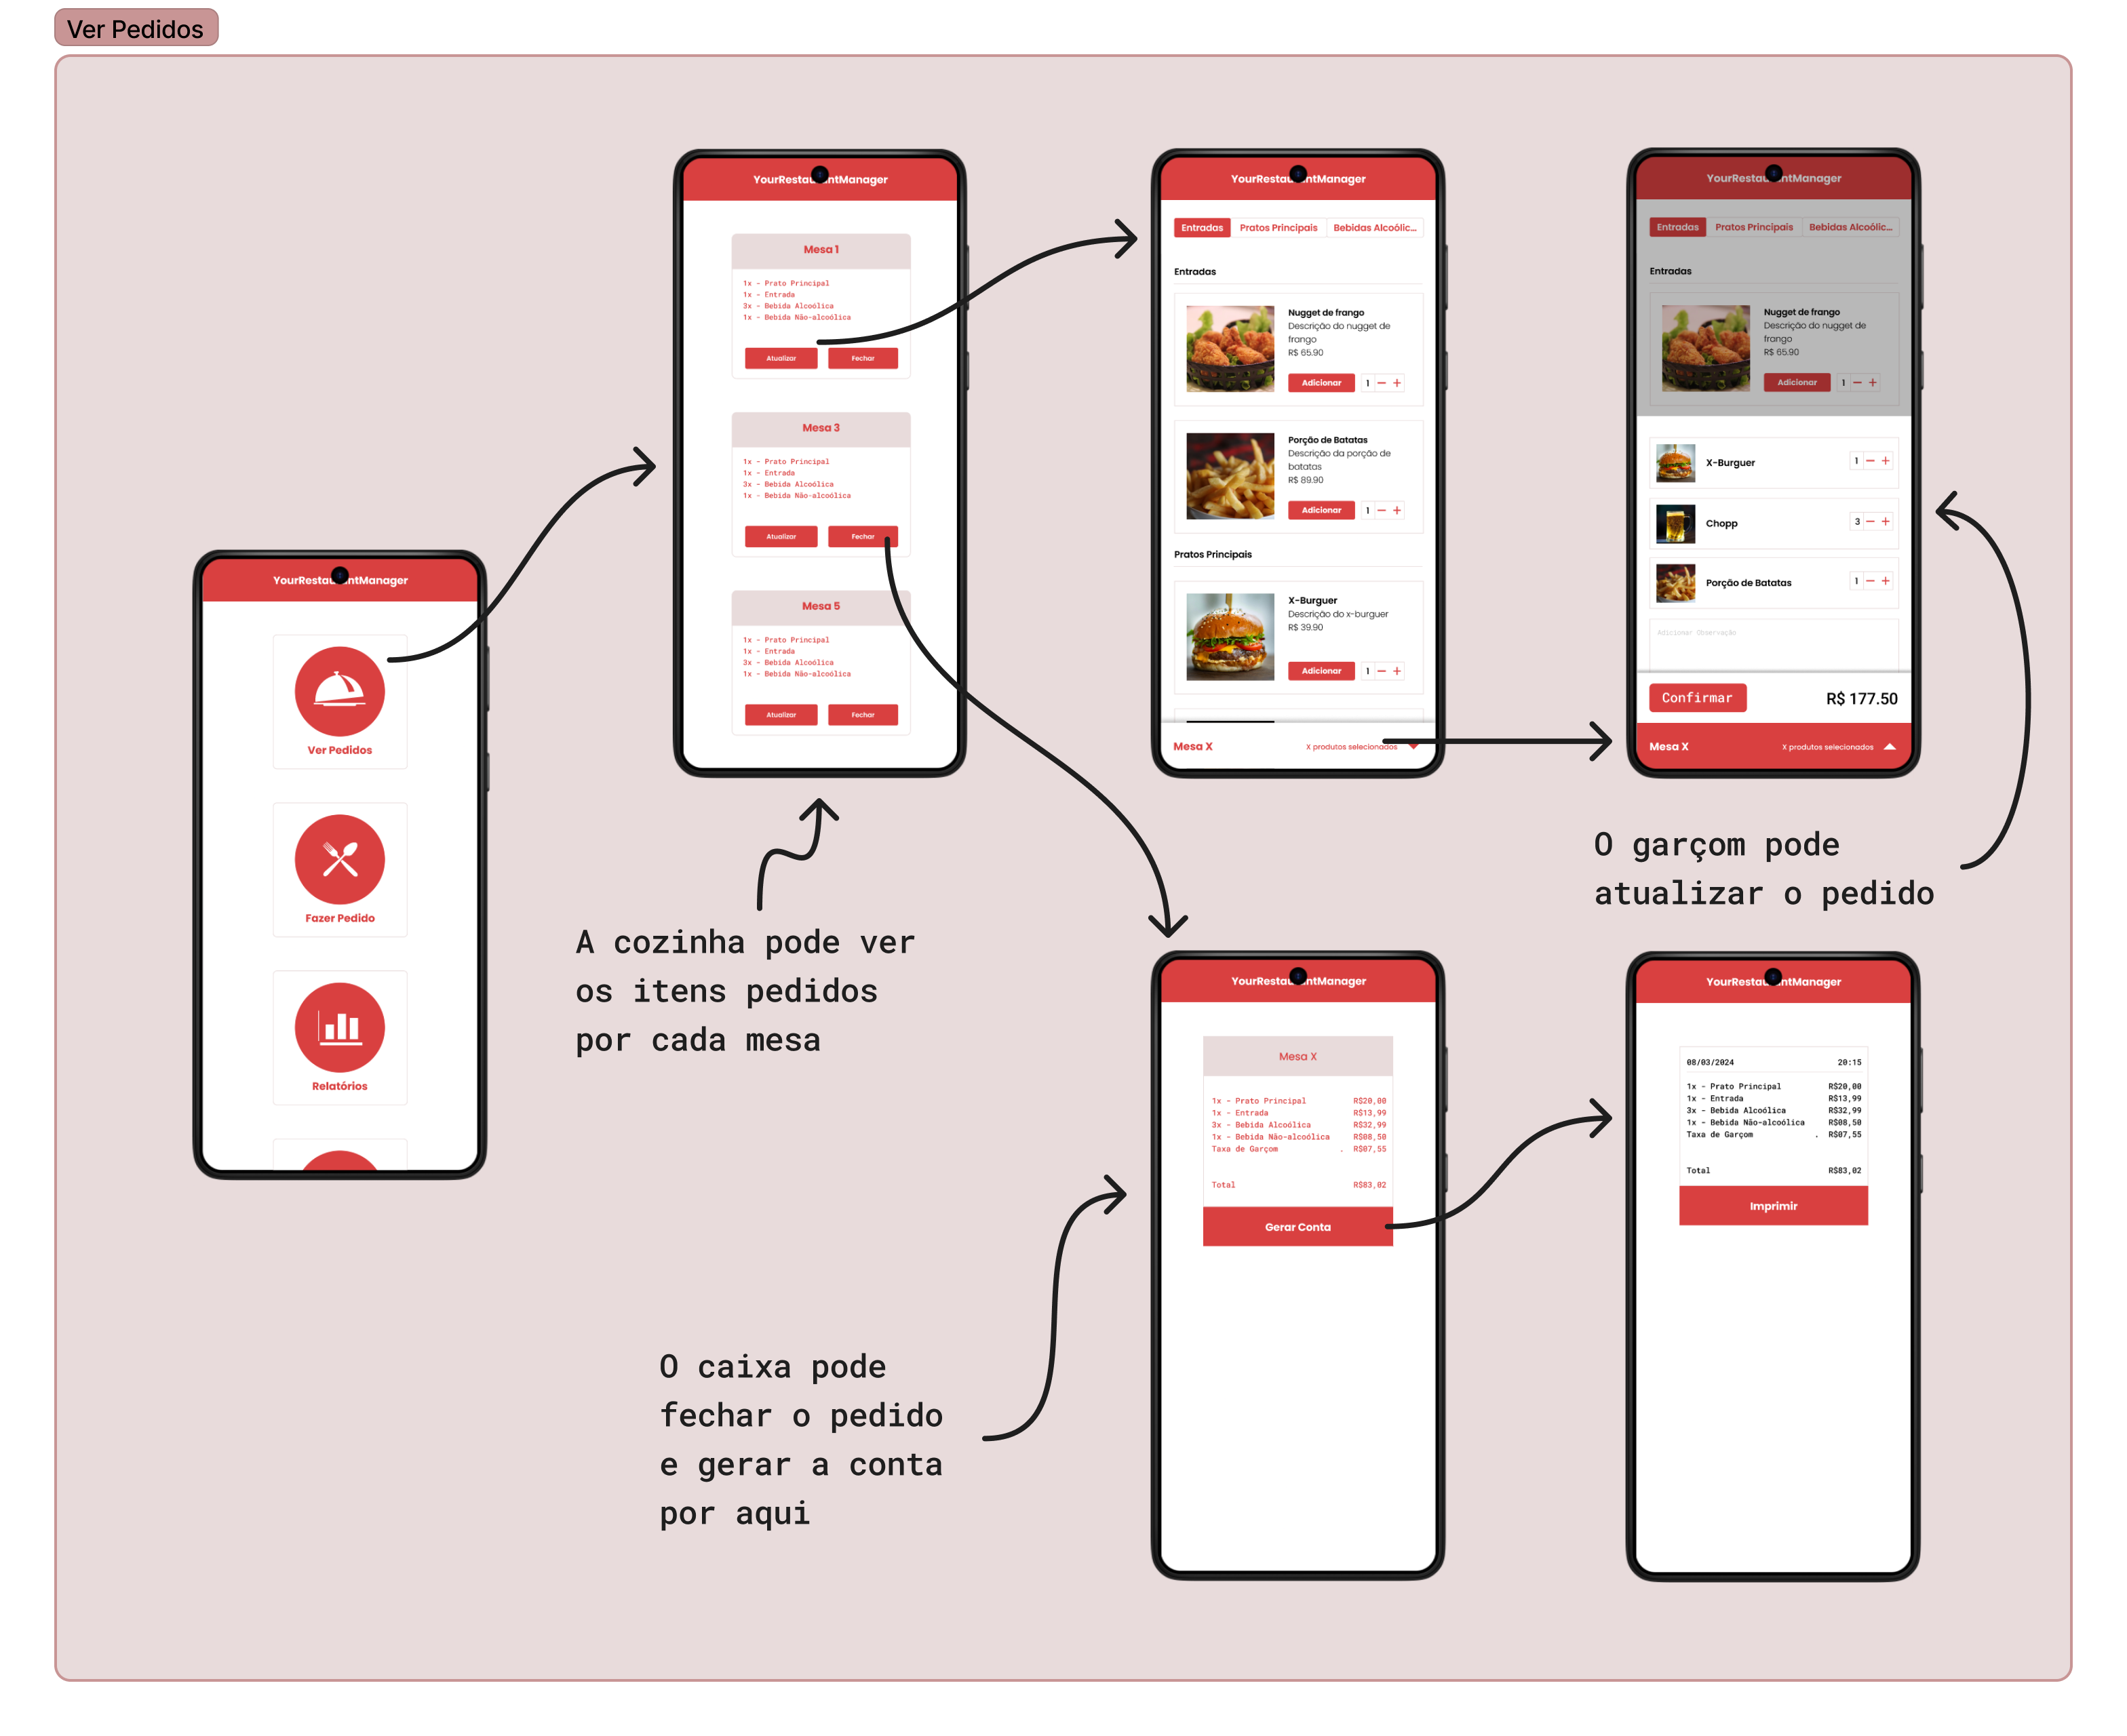 Ver Pedidos
YourRestaurantManager
Ver Pedidos
Fazer Pedido
Relatórios
YourRestaurantManager
Mesa 1
1x - Prato Principal
1x - Entrada
3x - Bebida Alcoólica
1x - Bebida Não-alcoólica
Atualizar Fechar
Mesa 3
1x - Prato Principal
1x - Entrada
3x - Bebida Alcoólica
1x - Bebida Não-alcoólica
Atualizar Fechar
Mesa 5
1x - Prato Principal
1x - Entrada
3x - Bebida Alcoólica
1x - Bebida Não-alcoólica
Atualizar Fechar
A cozinha pode ver
os itens pedidos
por cada mesa
YourRestaurantManager
Entradas Pratos Principais Bebidas Alcoólic...
Entradas
Nugget de frango
Descrição do nugget de
frango
R$ 65.90
Adicionar 1 − +
Porção de Batatas
Descrição da porção de
batatas
R$ 89.90
Adicionar 1 − +
Pratos Principais
X-Burguer
Descrição do x-burguer
R$ 39.90
Adicionar 1 − +
Mesa X X produtos selecionados
YourRestaurantManager
Entradas Pratos Principais Bebidas Alcoólic...
Entradas
Nugget de frango
Descrição do nugget de
frango
R$ 65.90
Adicionar 1 − +
X-Burguer 1 − +
Chopp 3 − +
Porção de Batatas 1 − +
Adicionar Observação
Confirmar R$ 177.50
Mesa X X produtos selecionados
O garçom pode
atualizar o pedido
O caixa pode
fechar o pedido
e gerar a conta
por aqui
YourRestaurantManager
Mesa X
1x - Prato Principal R$20,00
1x - Entrada R$13,99
3x - Bebida Alcoólica R$32,99
1x - Bebida Não-alcoólica R$08,50
Taxa de Garçom . R$07,55
Total R$83,02
Gerar Conta
YourRestaurantManager
08/03/2024 20:15
1x - Prato Principal R$20,00
1x - Entrada R$13,99
3x - Bebida Alcoólica R$32,99
1x - Bebida Não-alcoólica R$08,50
Taxa de Garçom . R$07,55
Total R$83,02
Imprimir